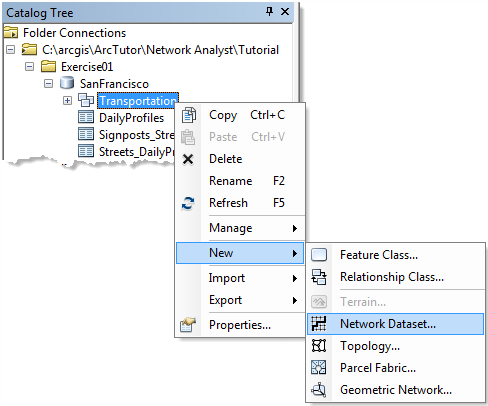 Catalog Tree
Folder Connections
C:\arcgis\ArcTutor\Network Analyst\Tutorial
Exercise01
SanFrancisco
Transportation
DailyProfiles
Signposts_Stre
Streets_DailyPr
Copy Ctrl+C
Paste Ctrl+V
Delete
Rename F2
Refresh F5
Manage
New
Import
Export
Properties...
Feature Class...
Relationship Class...
Terrain...
Network Dataset...
Topology...
Parcel Fabric...
Geometric Network...